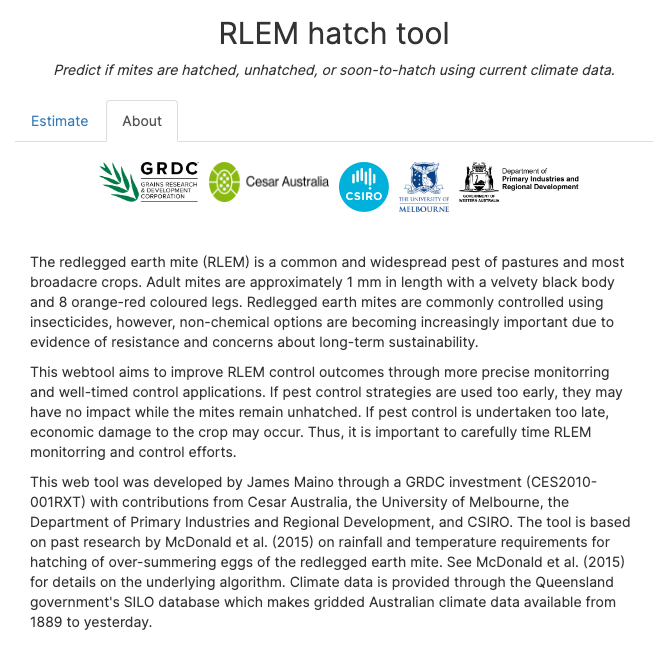 RLEM hatch tool
Predict if mites are hatched, unhatched, or soon-to-hatch using current climate data.
Estimate
About
GRDC
GRAINS RESEARCH
& DEVELOPMENT
CORPORATION
Cesar Australia
CSIRO
THE UNIVERSITY OF
MELBOURNE
GOVERNMENT OF
WESTERN AUSTRALIA
Department of
Primary Industries and
Regional Development
The redlegged earth mite (RLEM) is a common and widespread pest of pastures and most
broadacre crops. Adult mites are approximately 1 mm in length with a velvety black body
and 8 orange-red coloured legs. Redlegged earth mites are commonly controlled using
insecticides, however, non-chemical options are becoming increasingly important due to
evidence of resistance and concerns about long-term sustainability.
This webtool aims to improve RLEM control outcomes through more precise monitorring
and well-timed control applications. If pest control strategies are used too early, they may
have no impact while the mites remain unhatched. If pest control is undertaken too late,
economic damage to the crop may occur. Thus, it is important to carefully time RLEM
monitorring and control efforts.
This web tool was developed by James Maino through a GRDC investment (CES2010-
001RXT) with contributions from Cesar Australia, the University of Melbourne, the
Department of Primary Industries and Regional Development, and CSIRO. The tool is based
on past research by McDonald et al. (2015) on rainfall and temperature requirements for
hatching of over-summering eggs of the redlegged earth mite. See McDonald et al. (2015)
for details on the underlying algorithm. Climate data is provided through the Queensland
government's SILO database which makes gridded Australian climate data available from
1889 to yesterday.